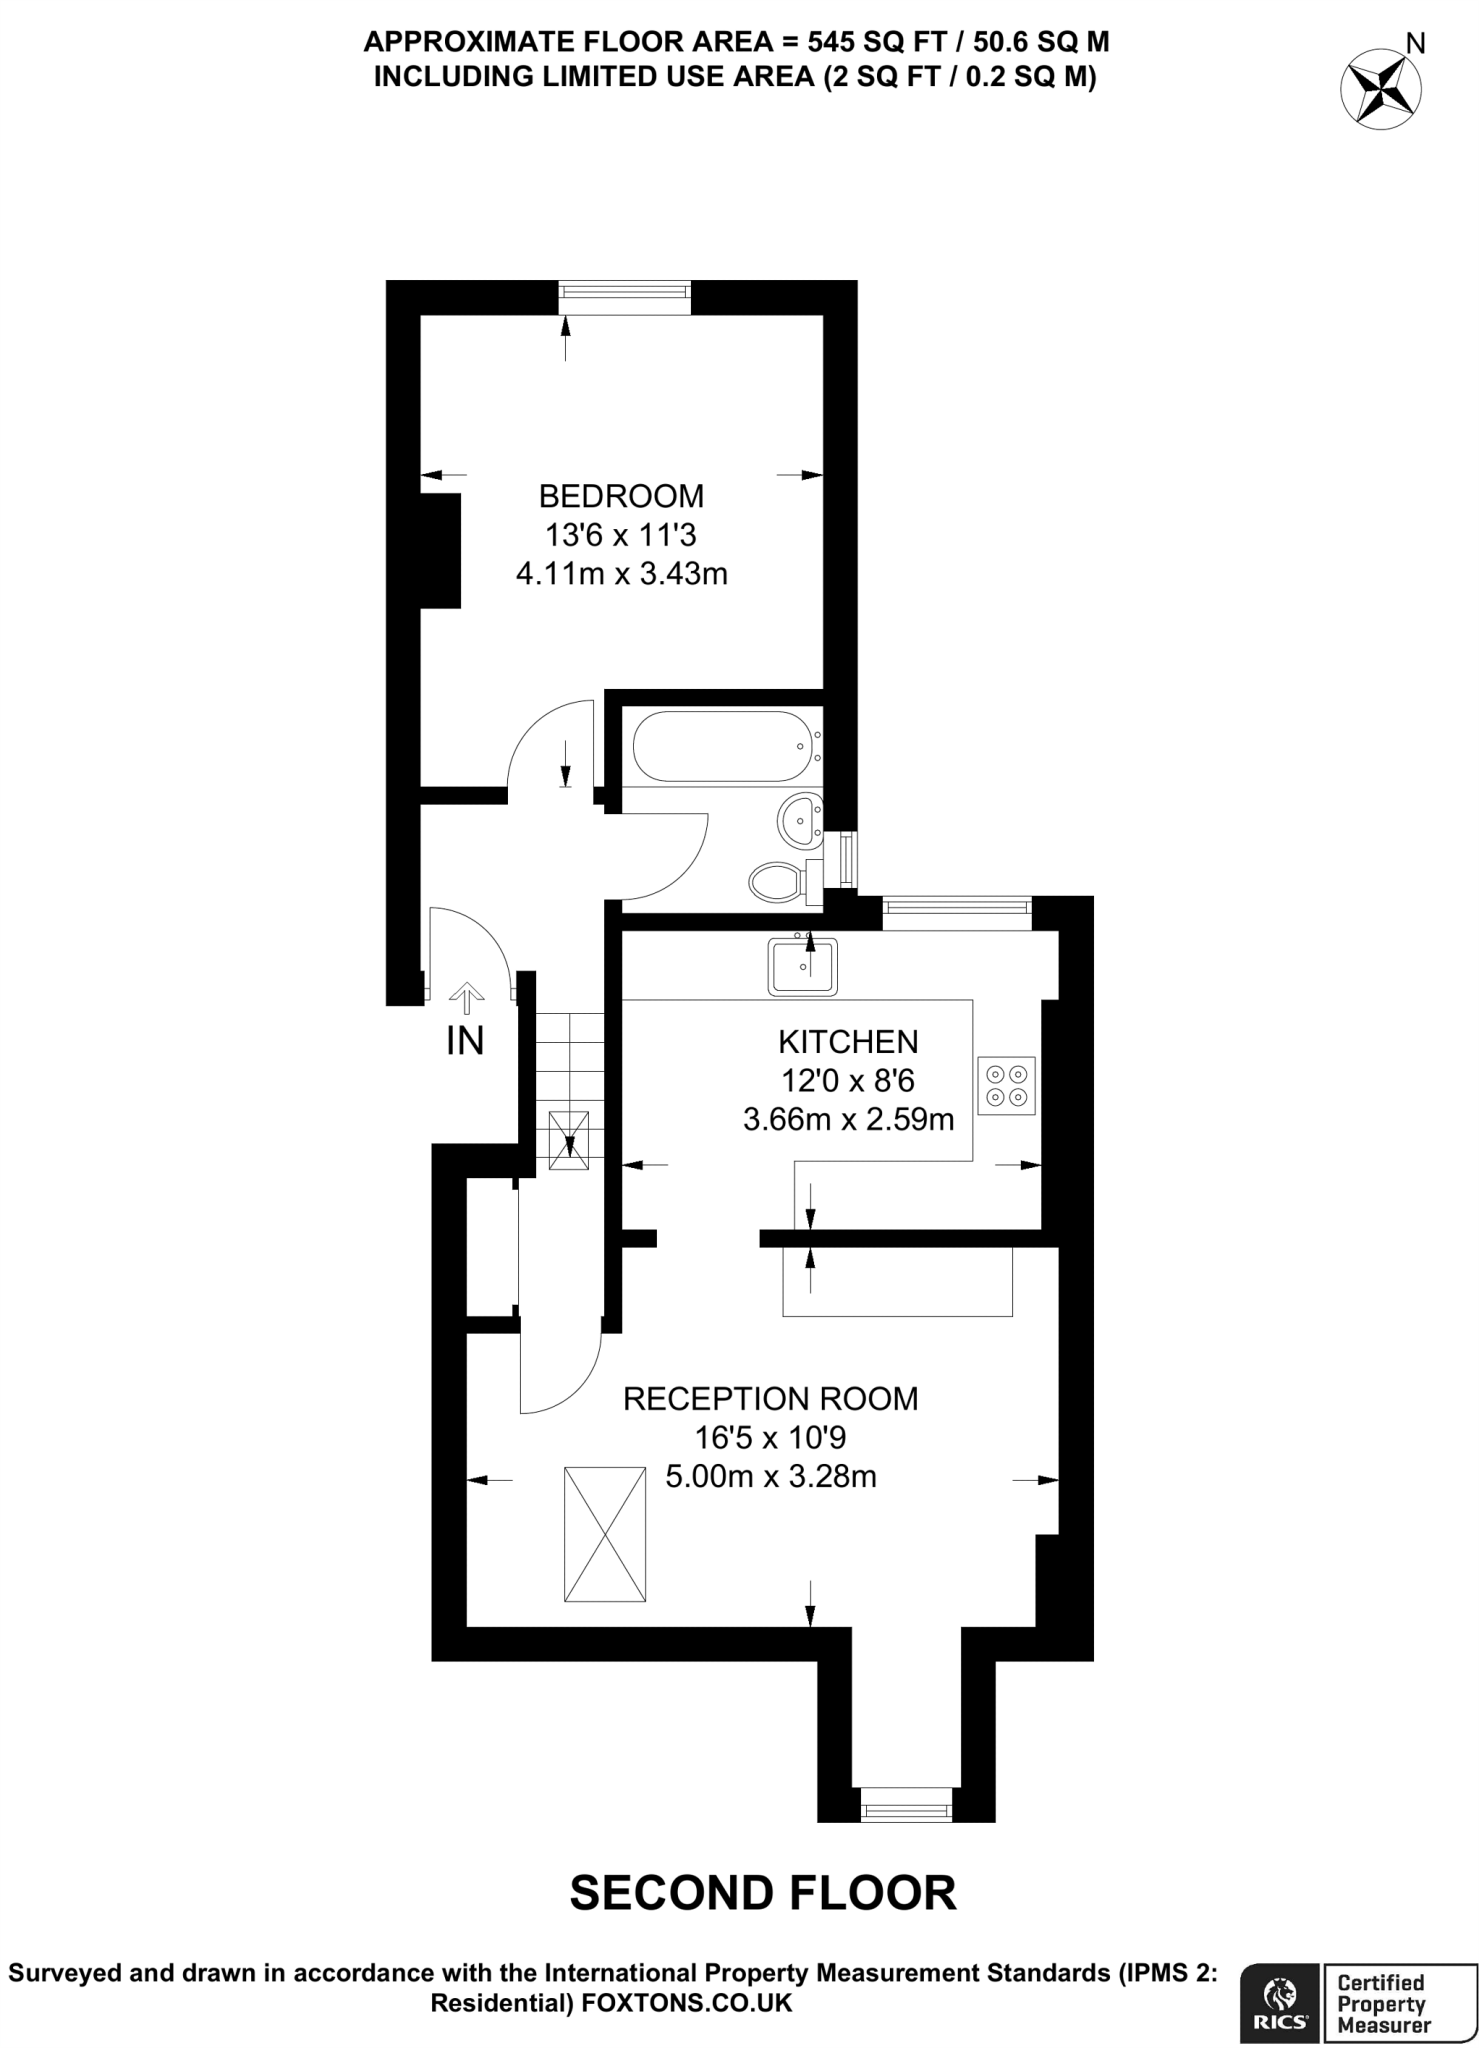 APPROXIMATE FLOOR AREA = 545 SQ FT / 50.6 SQ M
INCLUDING LIMITED USE AREA (2 SQ FT / 0.2 SQ M)
N
BEDROOM
13'6 x 11'3
4.11m x 3.43m
IN
KITCHEN
12'0 x 8'6
3.66m x 2.59m
RECEPTION ROOM
16'5 x 10'9
5.00m x 3.28m
SECOND FLOOR
Surveyed and drawn in accordance with the International Property Measurement Standards (IPMS 2:
Residential) FOXTONS.CO.UK
RICS
Certified
Property
Measurer